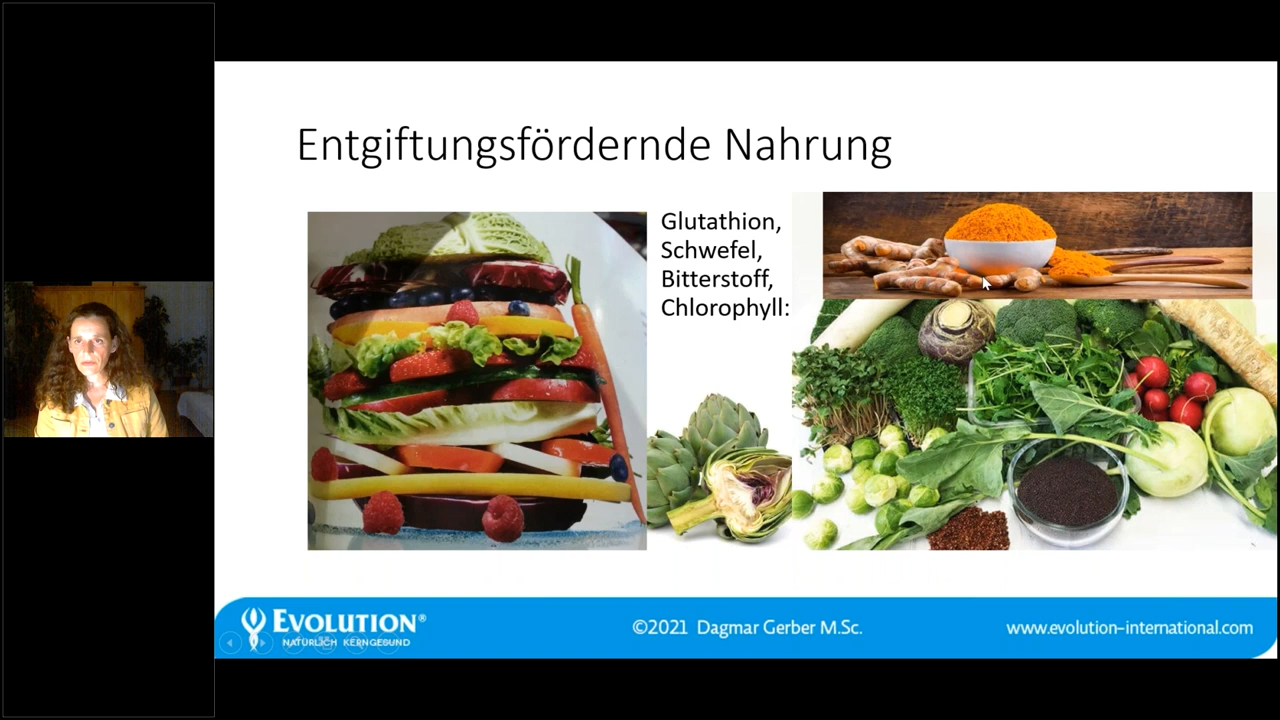 Entgiftungsfördernde Nahrung
Glutathion,
Schwefel,
Bitterstoff,
Chlorophyll:
EVOLUTION®
NATÜRLICH KERNGESUND
©2021 Dagmar Gerber M.Sc.
www.evolution-international.com